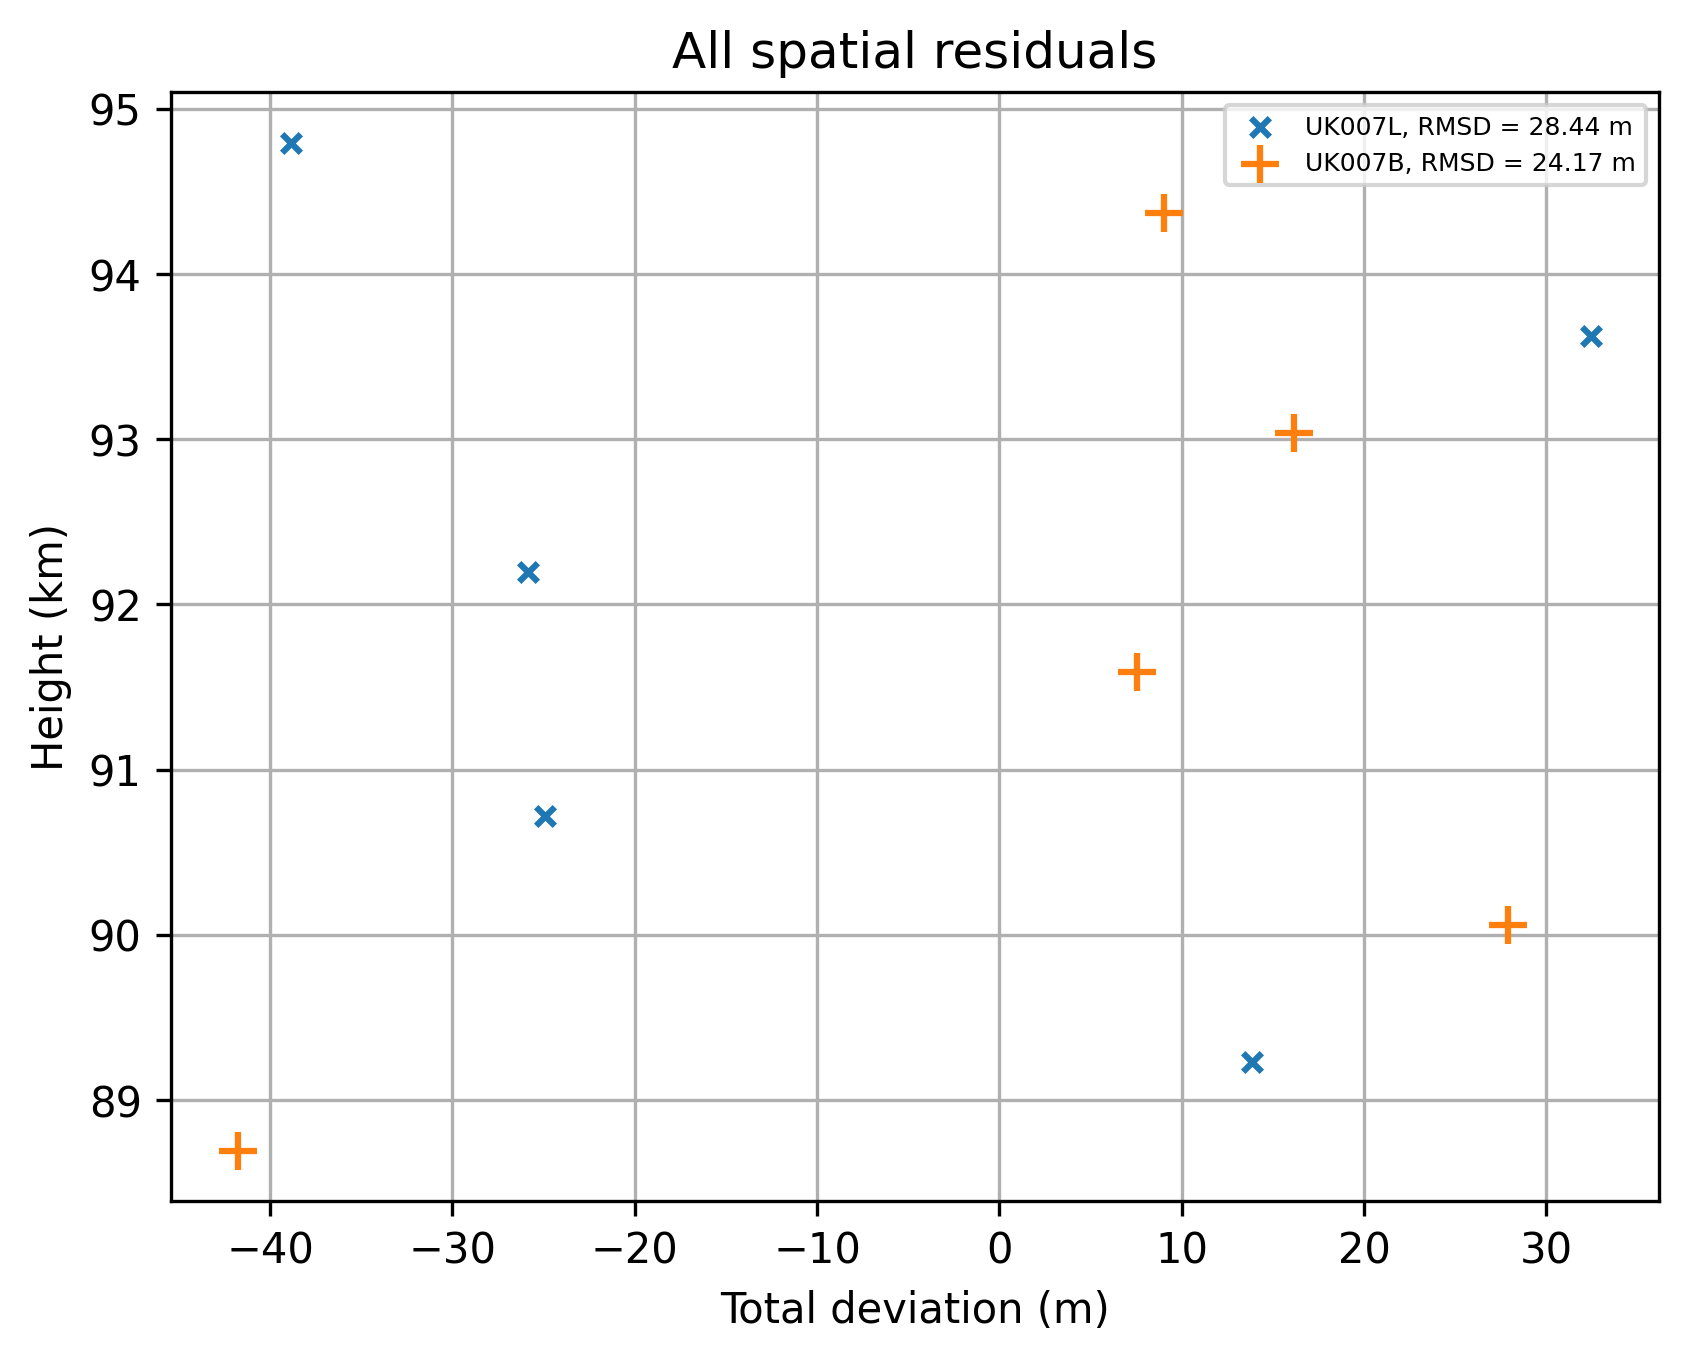 All spatial residuals
UK007L, RMSD = 28.44 m
UK007B, RMSD = 24.17 m
Height (km)
95
94
93
92
91
90
89
−40 −30 −20 −10 0 10 20 30
Total deviation (m)